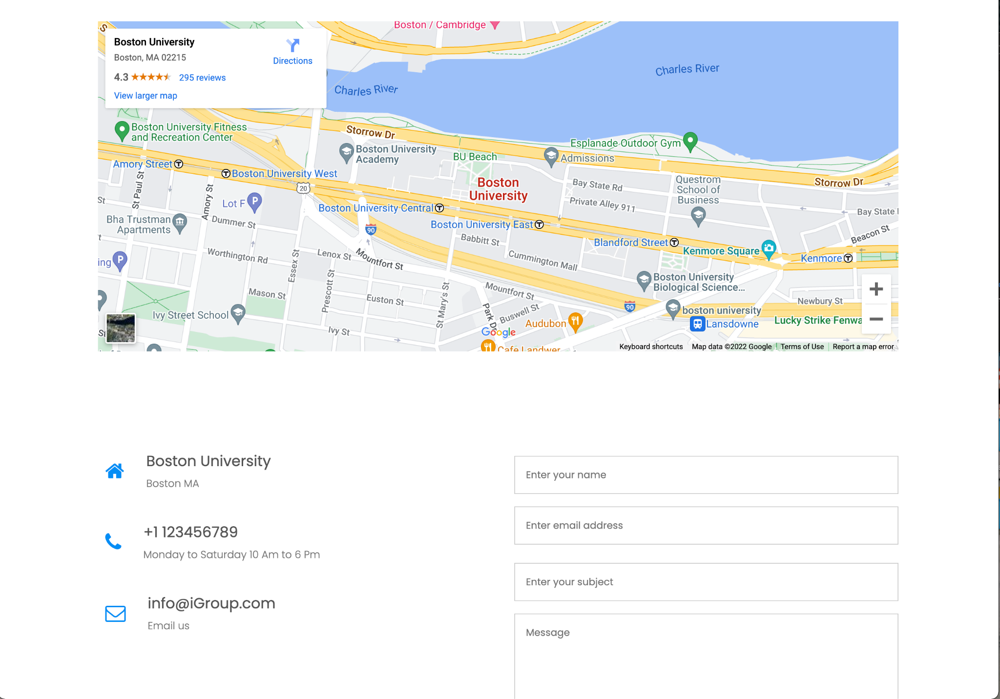 Boston / Cambridge
Boston University
Boston, MA 02215
Directions
4.3
295 reviews
View larger map
Charles River
Charles River
Storrow Dr
Boston University Fitness
and Recreation Center
Boston University
Academy
Esplanade Outdoor Gym
BU Beach
Admissions
Amory Street
Boston University West
20
Boston
University
Bay State Rd
Questrom
School of
Business
Storrow Dr
St Paul St
Amory St
St
Lot F
P
Private Alley 911
Boston University Central
Bay State
Bha Trustman
Apartments
Dummer St
90
Boston University East
Babbitt St
Blandford Street
Beacon St
Kenmore Square
Kenmore
Worthington Rd
Essex St
Lenox St
Mountfort St
Cummington Mall
ing
P
Prescott St
Boston University
Biological Science...
Mason St
Euston St
St Mary's St
Mountfort St
Newbury St
90
Park Dr
Buswell St
boston university
Ivy Street School
Audubon
Lansdowne
Lucky Strike Fenwa
Ivy St
Google
St
Cafe Landwer
Keyboard shortcuts
Map data ©2022 Google
Terms of Use
Report a map error
Boston University
Boston MA
+1 123456789
Monday to Saturday 10 Am to 6 Pm
info@iGroup.com
Email us
Enter your name
Enter email address
Enter your subject
Message